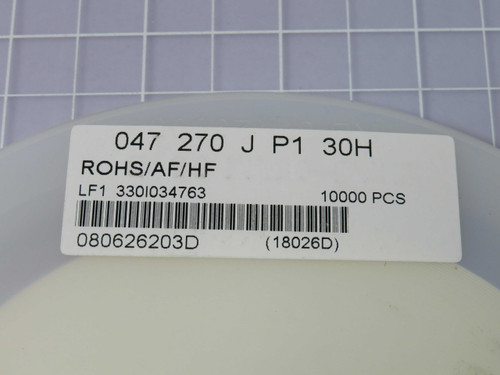 047 270 J P1 30H
ROHS/AF/HF
LF1 330I034763 10000 PCS
080626203D (18026D)